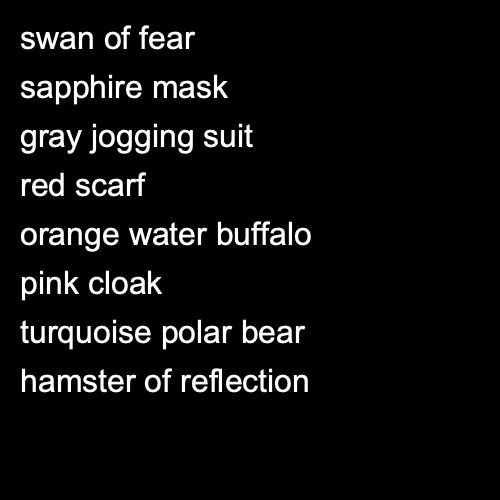 swan of fear
sapphire mask
gray jogging suit
red scarf
orange water buffalo
pink cloak
turquoise polar bear
hamster of reflection